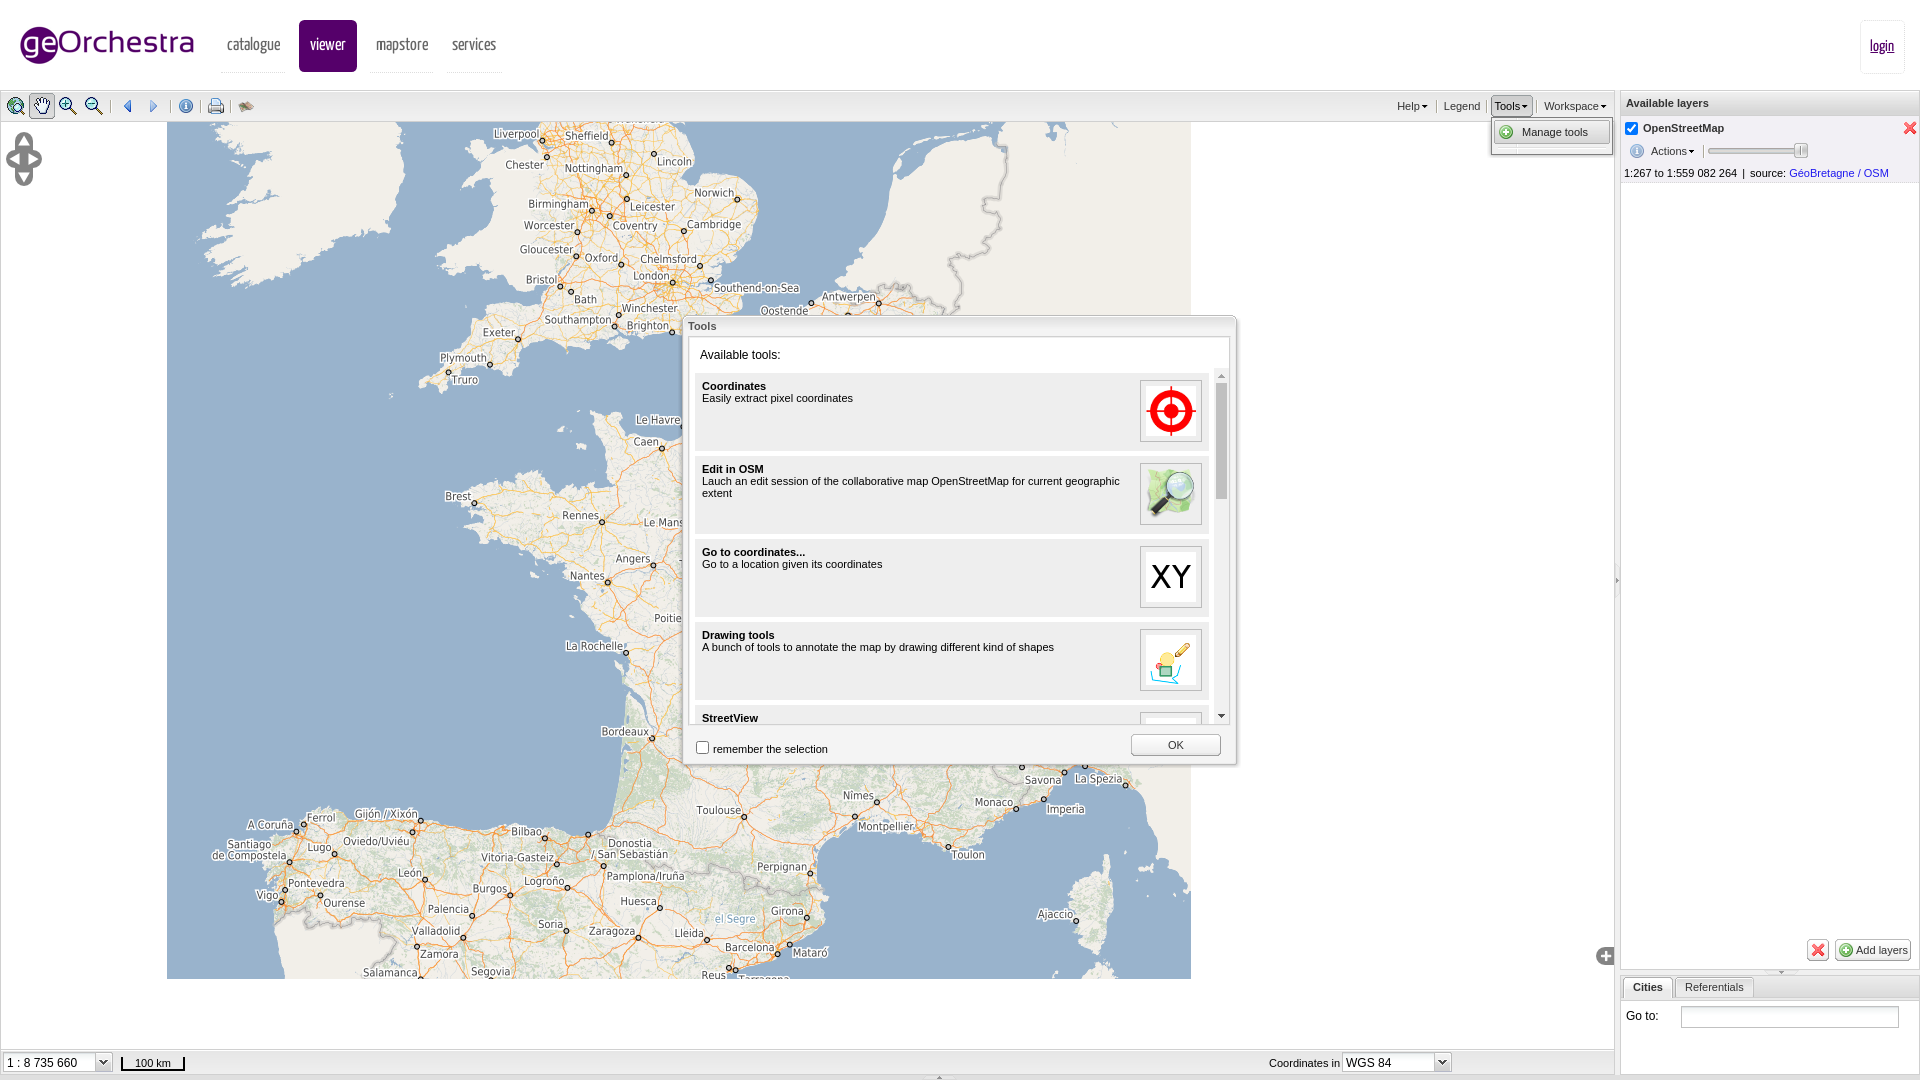 geOrchestra
catalogue
viewer
mapstore
services
login
Help
Legend
Tools
Workspace
Manage tools
Available layers
OpenStreetMap
Actions
1:267 to 1:559 082 264 | source: GéoBretagne / OSM
Liverpool
Sheffield
Chester
Lincoln
Nottingham
Norwich
Birmingham
Leicester
Worcester
Coventry
Cambridge
Gloucester
Oxford
Chelmsford
Bristol
London
Southend-on-Sea
Bath
Antwerpen
Winchester
Oostende
Southampton
Brighton
Exeter
Plymouth
Truro
Le Havre
Caen
Brest
Rennes
Le Mans
Angers
Nantes
Poitie
La Rochelle
Bordeaux
Tools
Available tools:
Coordinates
Easily extract pixel coordinates
Edit in OSM
Lauch an edit session of the collaborative map OpenStreetMap for current geographic
extent
Go to coordinates...
Go to a location given its coordinates
XY
Drawing tools
A bunch of tools to annotate the map by drawing different kind of shapes
StreetView
remember the selection
OK
Savona
La Spezia
Nîmes
Monaco
Imperia
Toulouse
Montpellier
Toulon
Gijón / Xixón
Ferrol
A Coruña
Bilbao
Oviedo/Uviéu
Donostia
/ San Sebastián
Santiago
de Compostela
Lugo
Vitoria-Gasteiz
Perpignan
León
Logroño
Pamplona/Iruña
Pontevedra
Burgos
Vigo
Ourense
Huesca
Palencia
Girona
el Segre
Ajaccio
Soria
Valladolid
Zaragoza
Lleida
Barcelona
Mataró
Zamora
Salamanca
Segovia
Reus
Tarragona
Add layers
Cities
Referentials
Go to:
1 : 8 735 660
100 km
Coordinates in
WGS 84